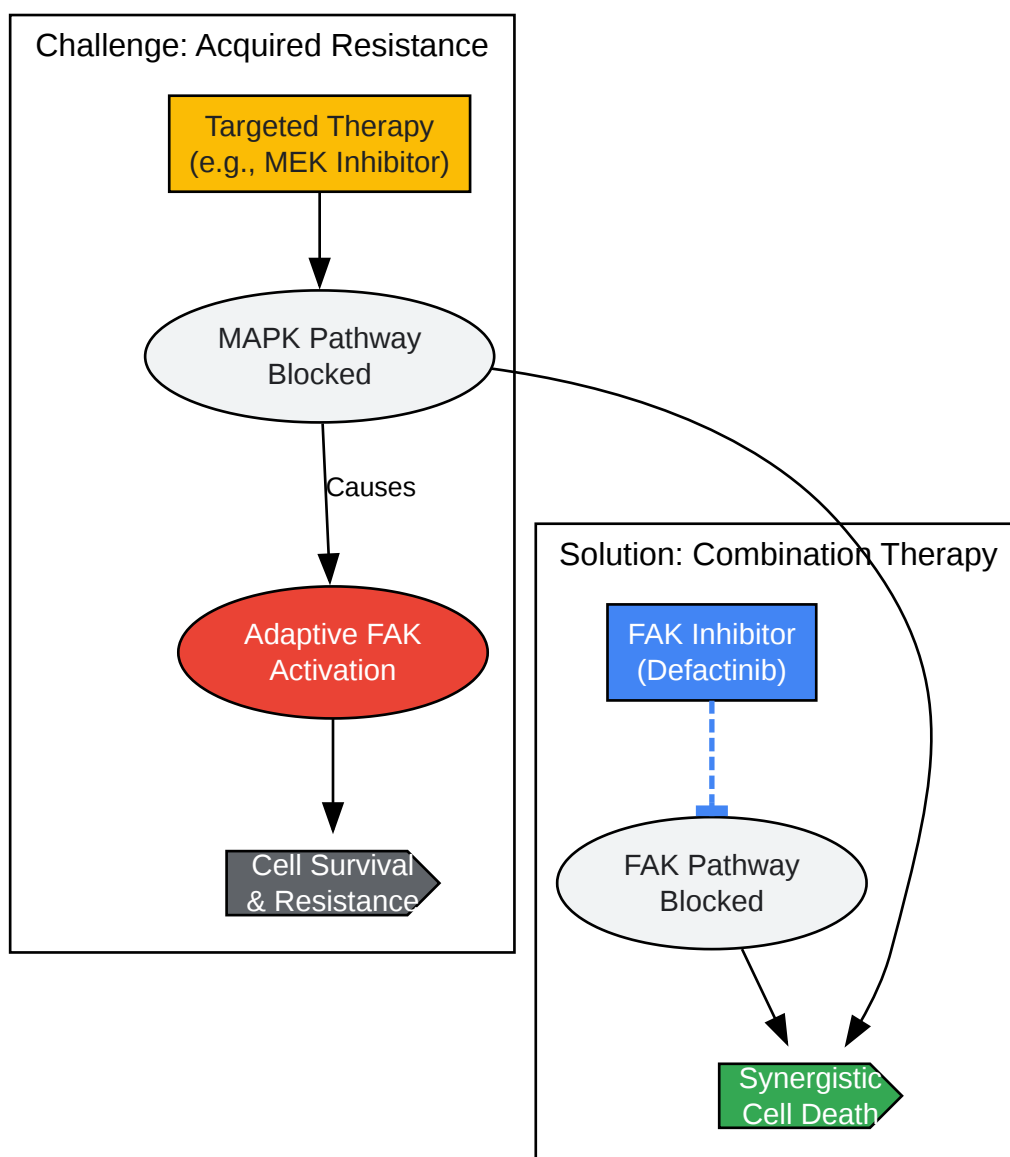 Challenge: Acquired Resistance
Targeted Therapy
(e.g., MEK Inhibitor)
MAPK Pathway
Blocked
Causes
Adaptive FAK
Activation
Cell Survival
& Resistance
Solution: Combination Therapy
FAK Inhibitor
(Defactinib)
FAK Pathway
Blocked
Synergistic
Cell Death